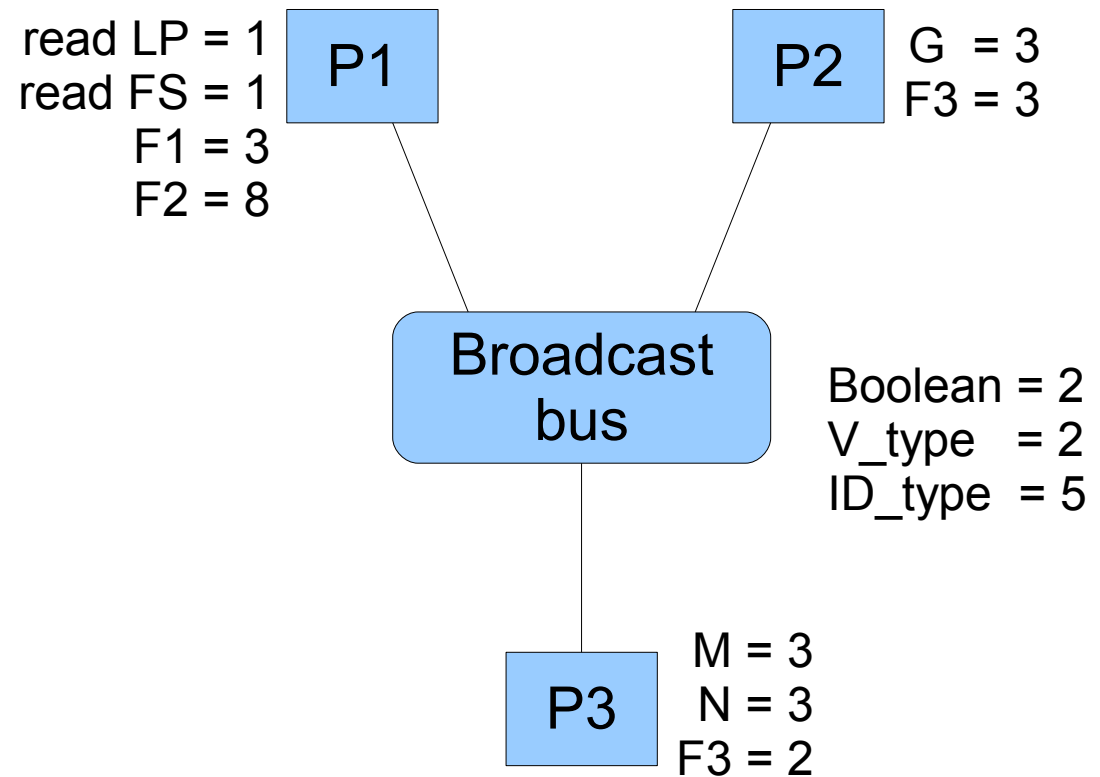 read LP = 1
read FS = 1
F1 = 3
F2 = 8
P1
P2
G = 3
F3 = 3
Broadcast
bus
Boolean = 2
V_type = 2
ID_type = 5
P3
M = 3
N = 3
F3 = 2